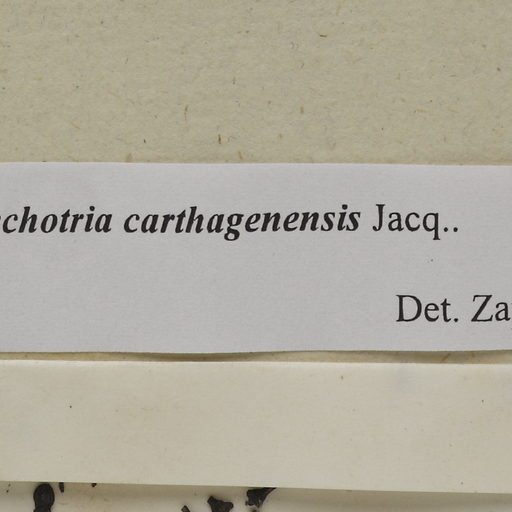 chotria carthagenensis Jacq..
Det. Za